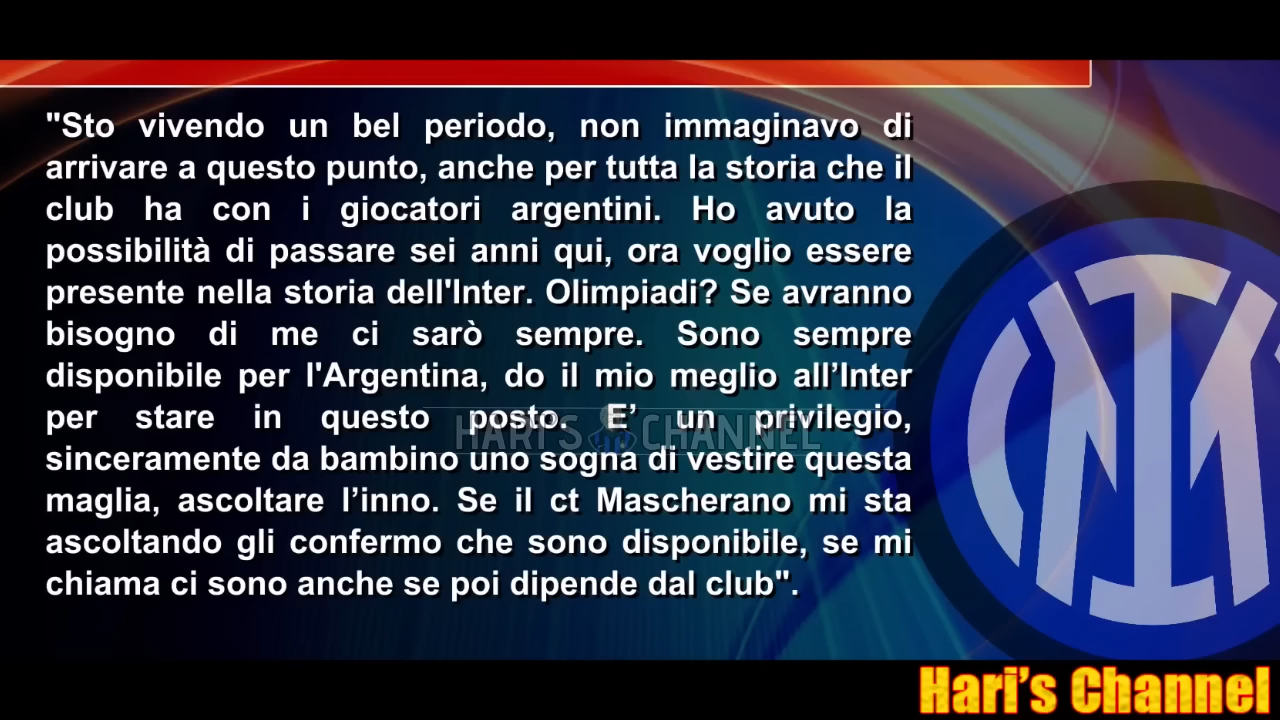 "Sto vivendo un bel periodo, non immaginavo di
arrivare a questo punto, anche per tutta la storia che il
club ha con i giocatori argentini. Ho avuto la
possibilità di passare sei anni qui, ora voglio essere
presente nella storia dell'Inter. Olimpiadi? Se avranno
bisogno di me ci sarò sempre. Sono sempre
disponibile per l'Argentina, do il mio meglio all’Inter
per stare in questo posto. E’ un privilegio,
HARI'S CHANNEL
sinceramente da bambino uno sogna di vestire questa
maglia, ascoltare l’inno. Se il ct Mascherano mi sta
ascoltando gli confermo che sono disponibile, se mi
chiama ci sono anche se poi dipende dal club".
Hari’s Channel